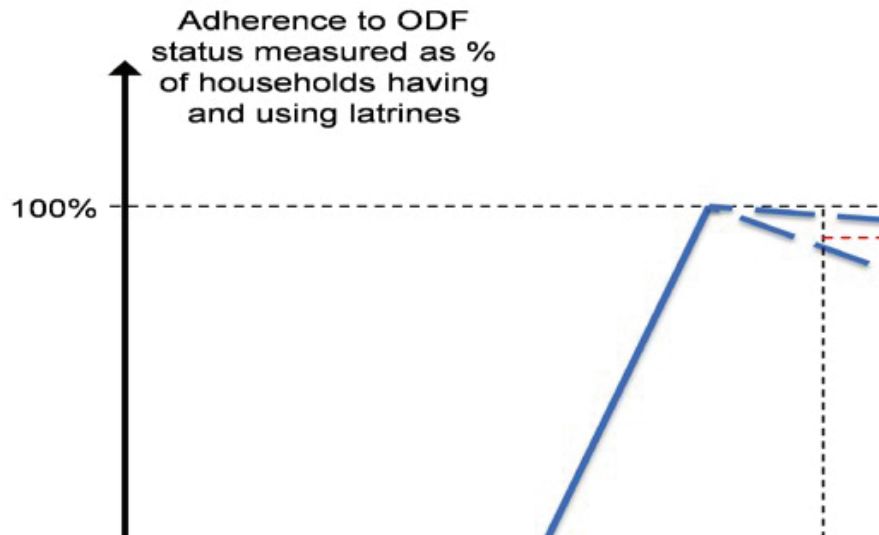 Adherence to ODF
status measured as %
of households having
and using latrines
100%